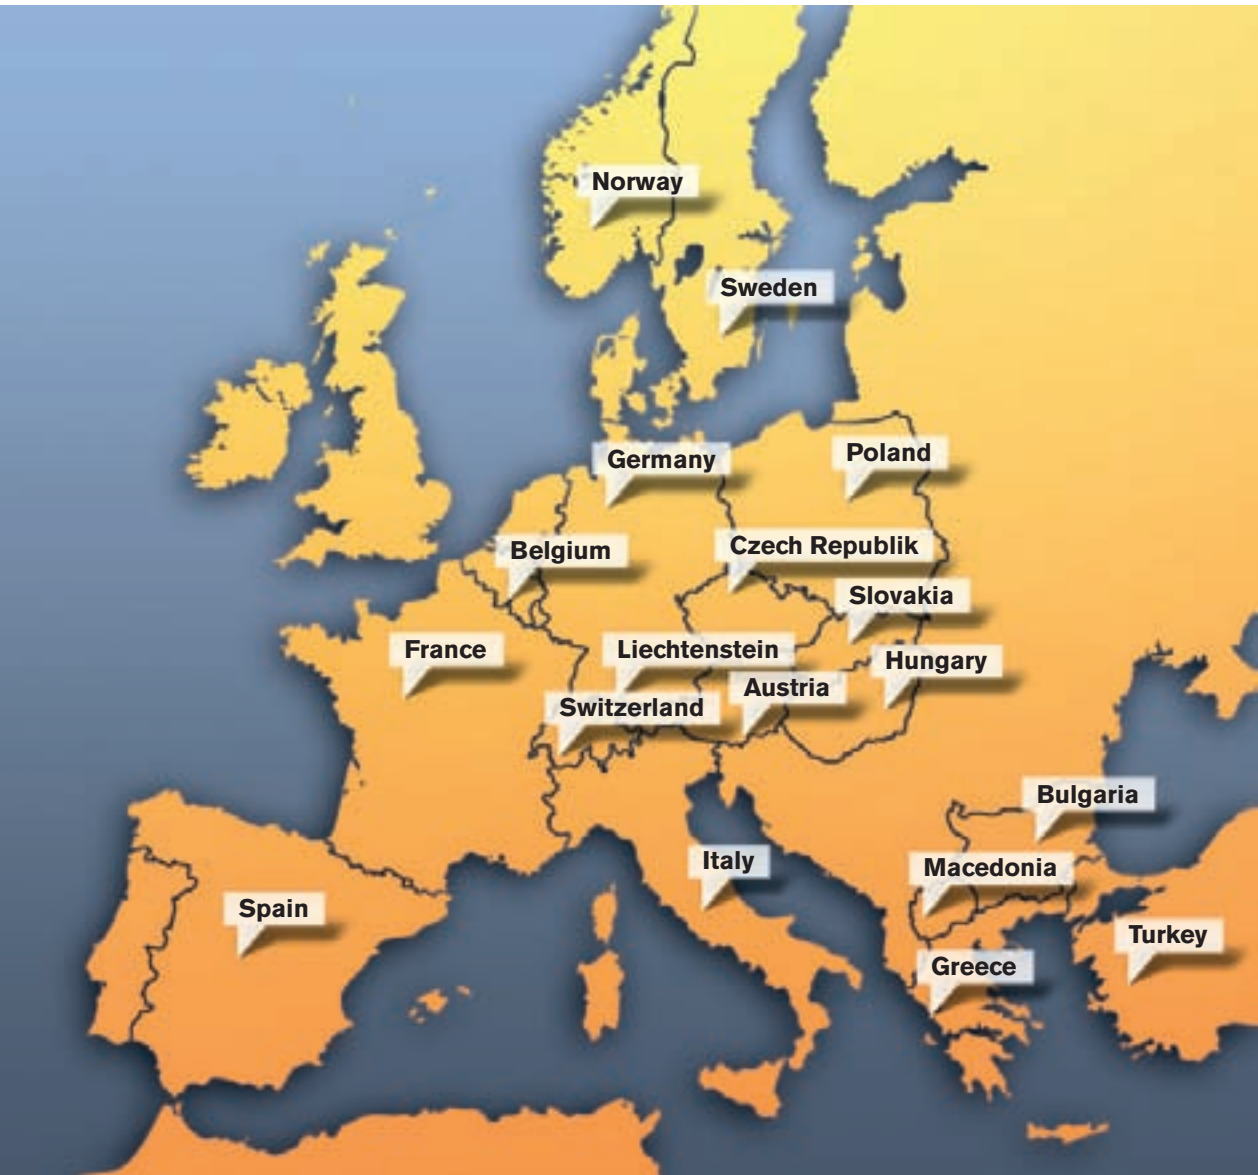 Norway
Sweden
Germany
Poland
Belgium
Czech Republik
Slovakia
France
Liechtenstein
Hungary
Austria
Switzerland
Bulgaria
Italy
Macedonia
Spain
Turkey
Greece